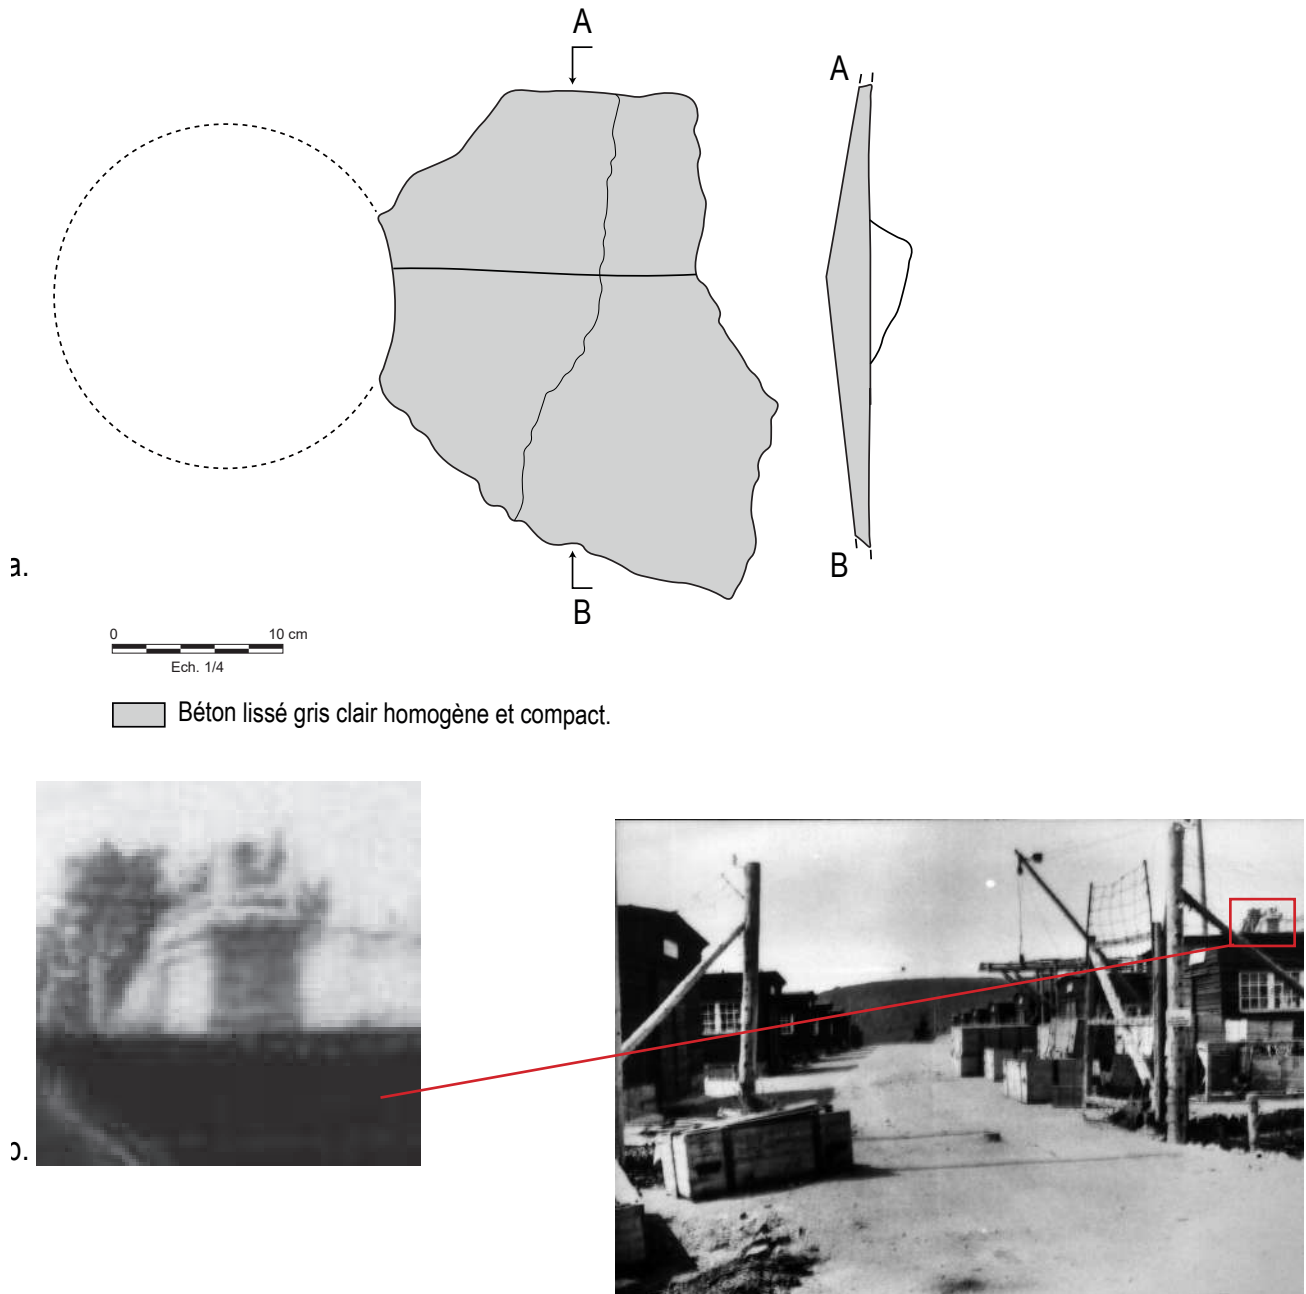 A
A
B
B
a.
0 10 cm
Ech. 1/4
Béton lissé gris clair homogène et compact.
b.